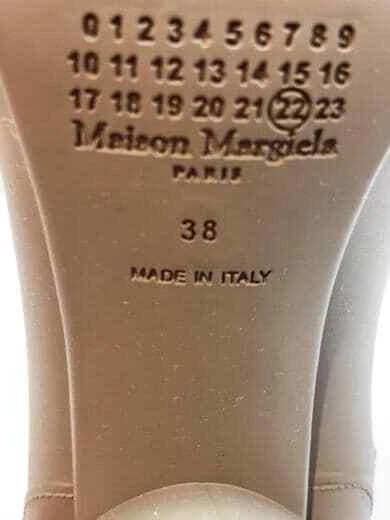 0 1 2 3 4 5 6 7 8 9
10 11 12 13 14 15 16
17 18 19 20 21 22 23
Maison Margiela
PARIS
38
MADE IN ITALY